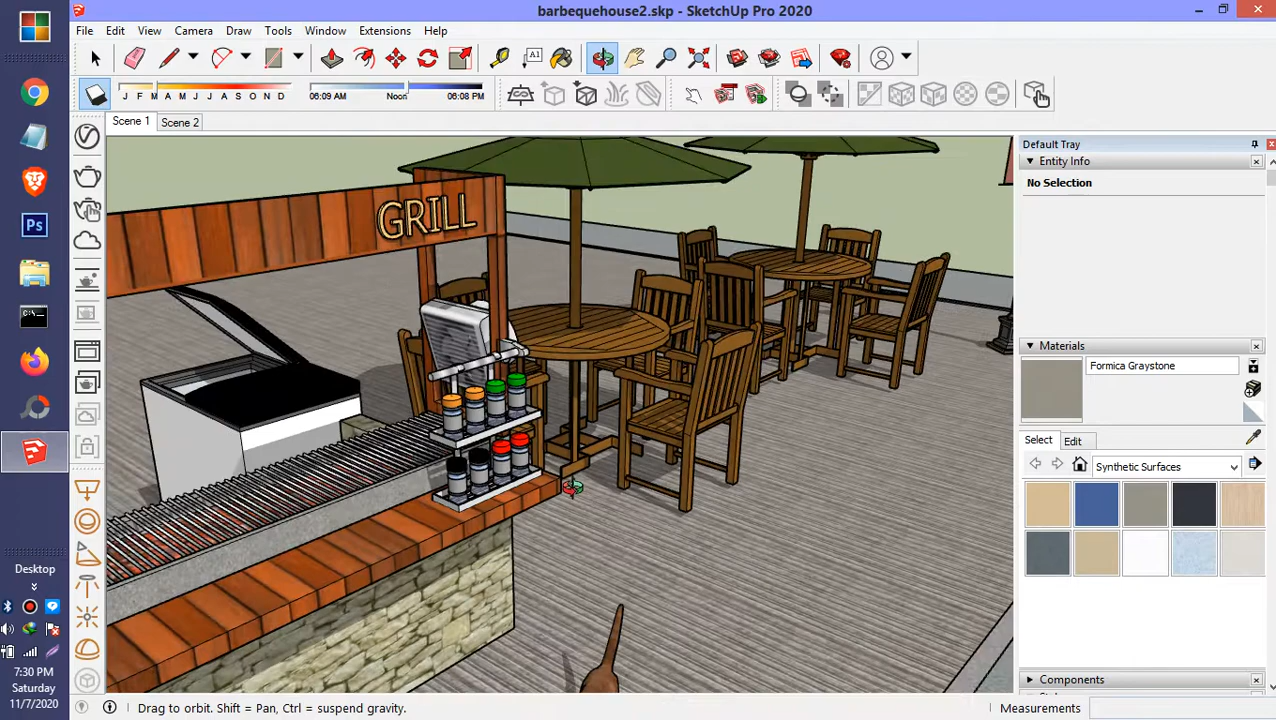 barbequehouse2.skp - SketchUp Pro 2020
File Edit View Camera Draw Tools Window Extensions Help
A1
J F M A M J J A S O N D
06:09 AM Noon 06:08 PM
Scene 1 Scene 2
Default Tray
Entity Info
No Selection
GRILL
Materials
Formica Graystone
Select Edit
Synthetic Surfaces
Components
Ps
C:\
Desktop
7:30 PM
Saturday
11/7/2020
Drag to orbit. Shift = Pan, Ctrl = suspend gravity.
Measurements